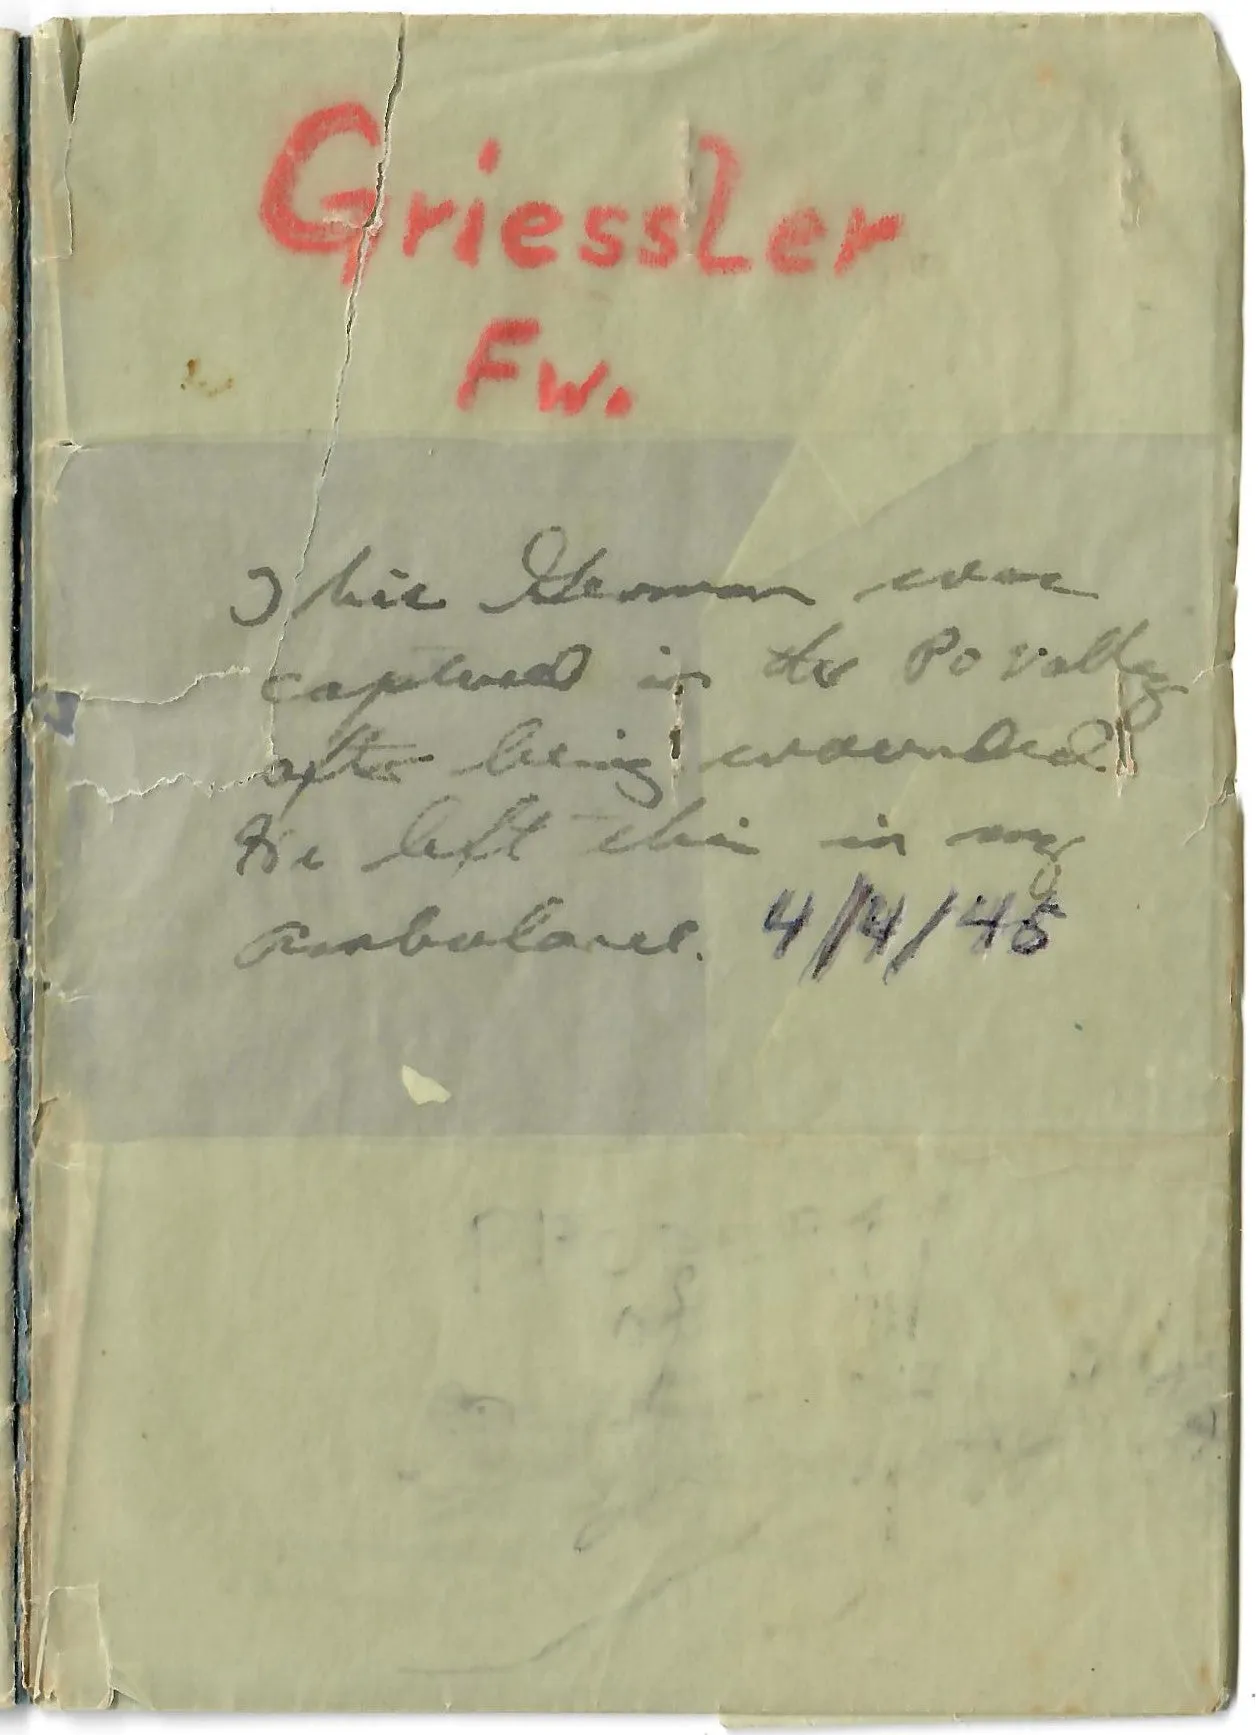 Griessler
Fw.
This German was
captured in the Po Valley
after being wounded
He left this in my
ambulance. 4/4/45